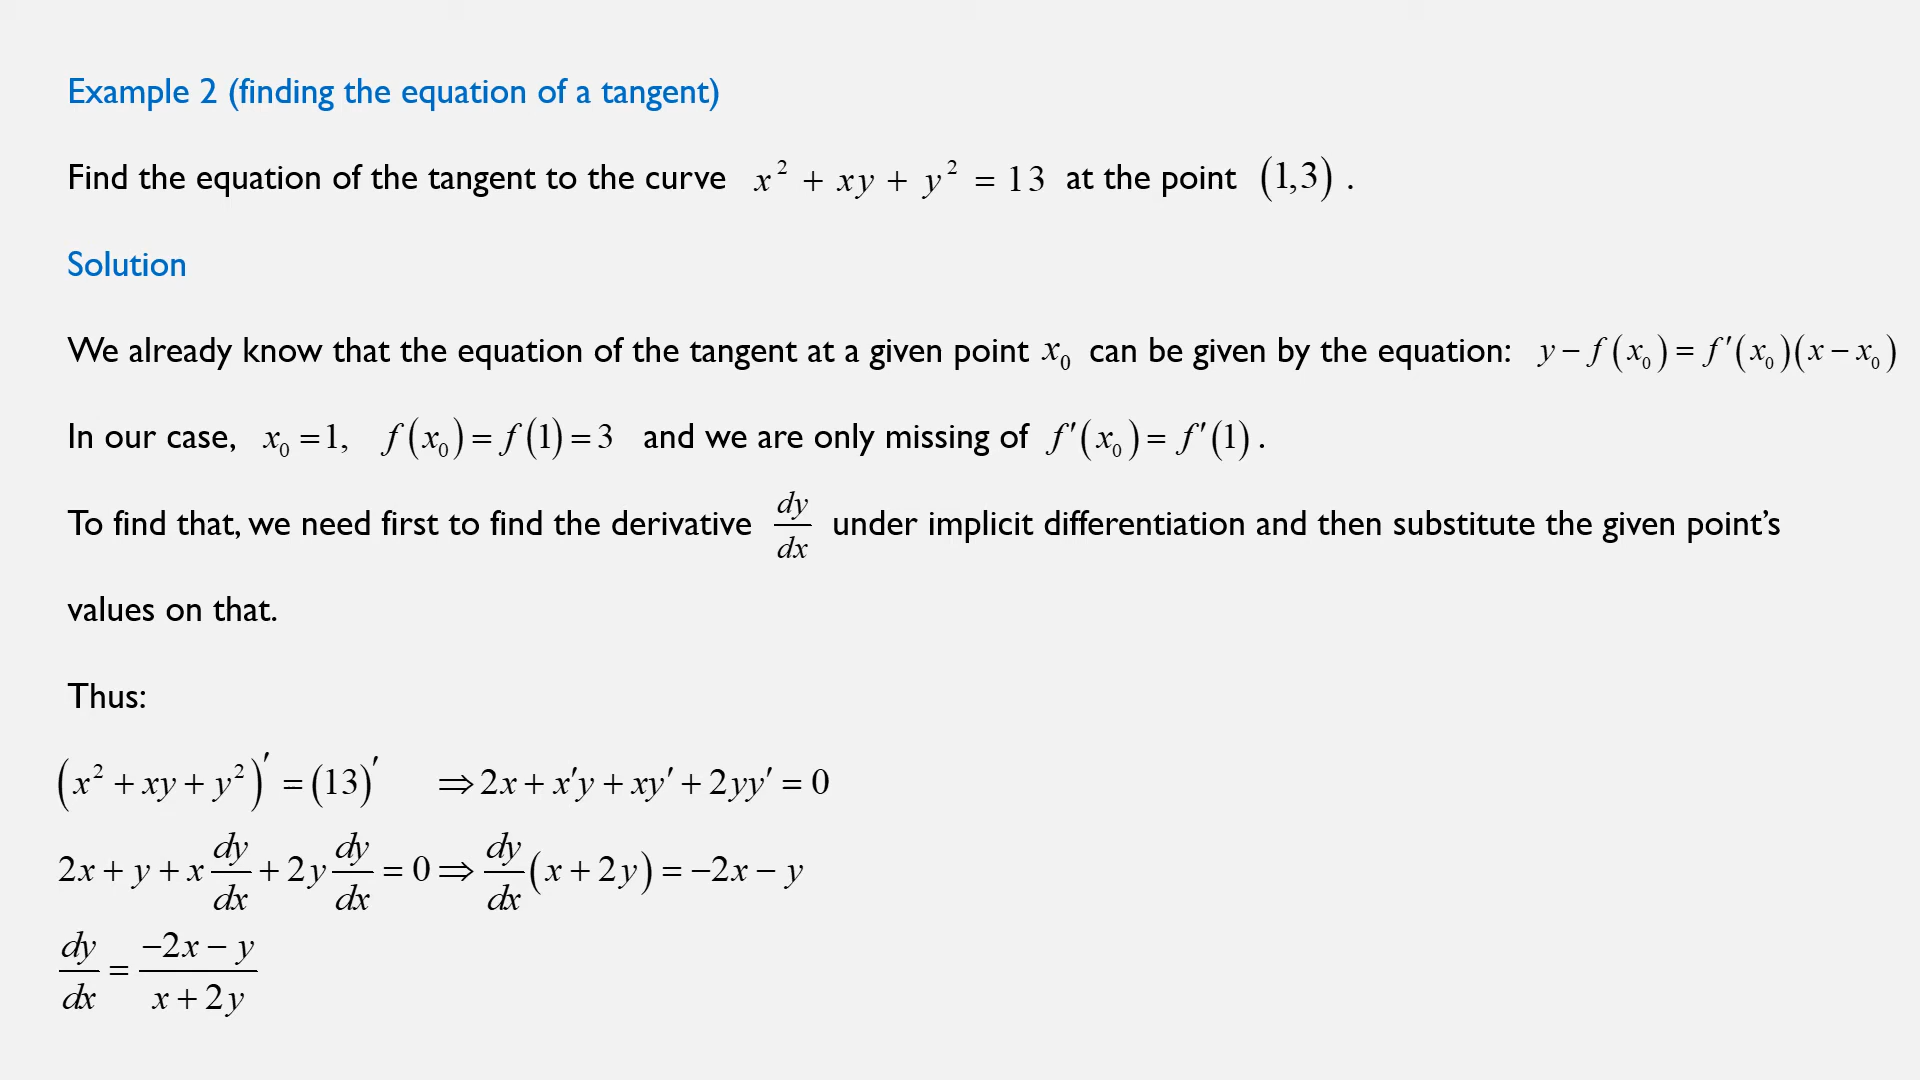 Example 2 (finding the equation of a tangent)
Find the equation of the tangent to the curve x² + xy + y² = 13 at the point (1,3) .
Solution
We already know that the equation of the tangent at a given point x₀ can be given by the equation: y − f(x₀) = f′(x₀)(x − x₀)
In our case, x₀ = 1, f(x₀) = f(1) = 3 and we are only missing of f′(x₀) = f′(1) .
To find that, we need first to find the derivative dy/dx under implicit differentiation and then substitute the given point’s
values on that.
Thus:
(x² + xy + y²)′ = (13)′ ⇒ 2x + x′y + xy′ + 2yy′ = 0
2x + y + x dy/dx + 2y dy/dx = 0 ⇒ dy/dx (x + 2y) = −2x − y
dy/dx = (−2x − y)/(x + 2y)